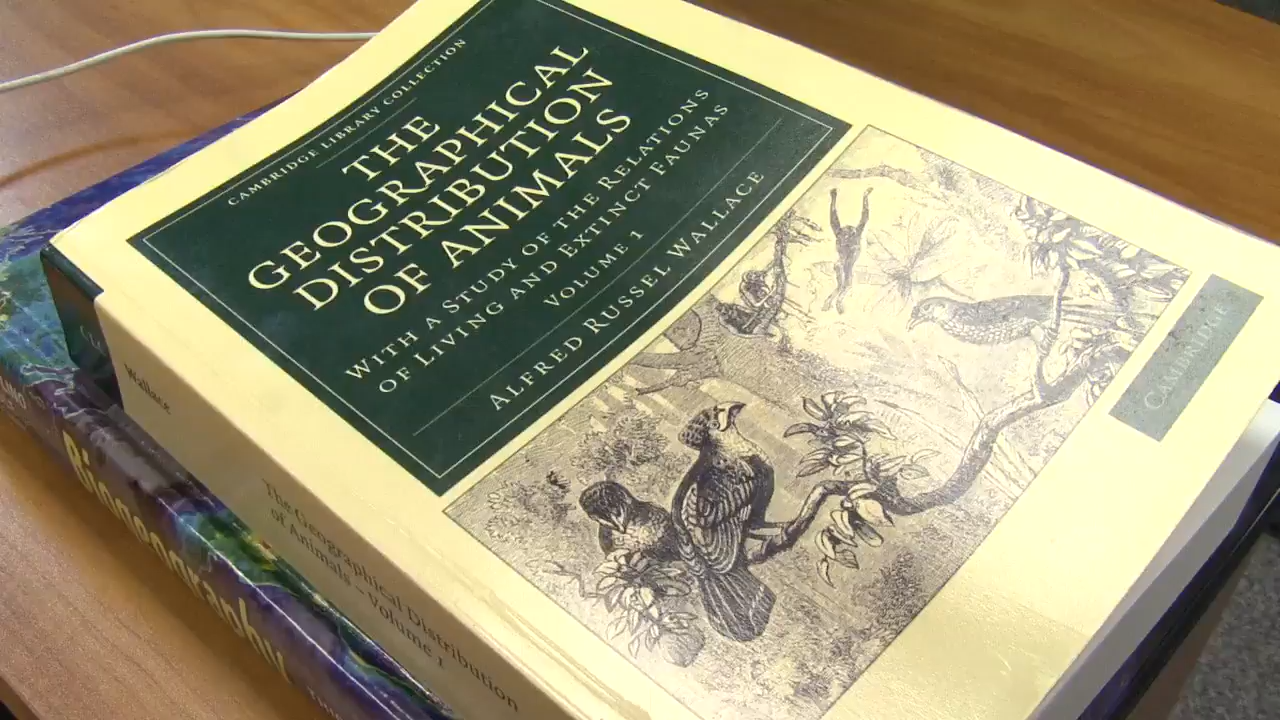 CAMBRIDGE LIBRARY COLLECTION
THE
GEOGRAPHICAL
DISTRIBUTION
OF ANIMALS
WITH A STUDY OF THE RELATIONS
OF LIVING AND EXTINCT FAUNAS
VOLUME 1
ALFRED RUSSEL WALLACE
CAMBRIDGE
Wallace
The Geographical Distribution
of Animals – Volume 1
Biogeography